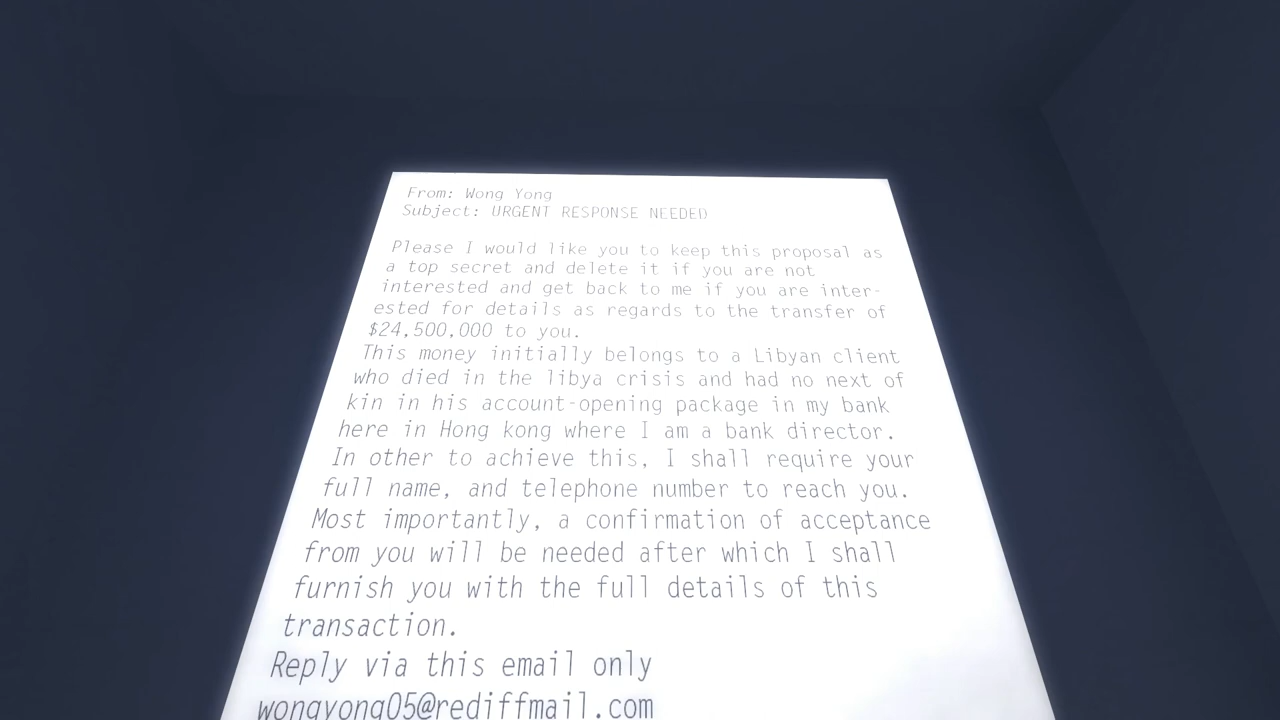 From: Wong Yong
Subject: URGENT RESPONSE NEEDED
Please I would like you to keep this proposal as
a top secret and delete it if you are not
interested and get back to me if you are inter-
ested for details as regards to the transfer of
$24,500,000 to you.
This money initially belongs to a Libyan client
who died in the libya crisis and had no next of
kin in his account-opening package in my bank
here in Hong kong where I am a bank director.
In other to achieve this, I shall require your
full name, and telephone number to reach you.
Most importantly, a confirmation of acceptance
from you will be needed after which I shall
furnish you with the full details of this
transaction.
Reply via this email only
wongyong05@rediffmail.com